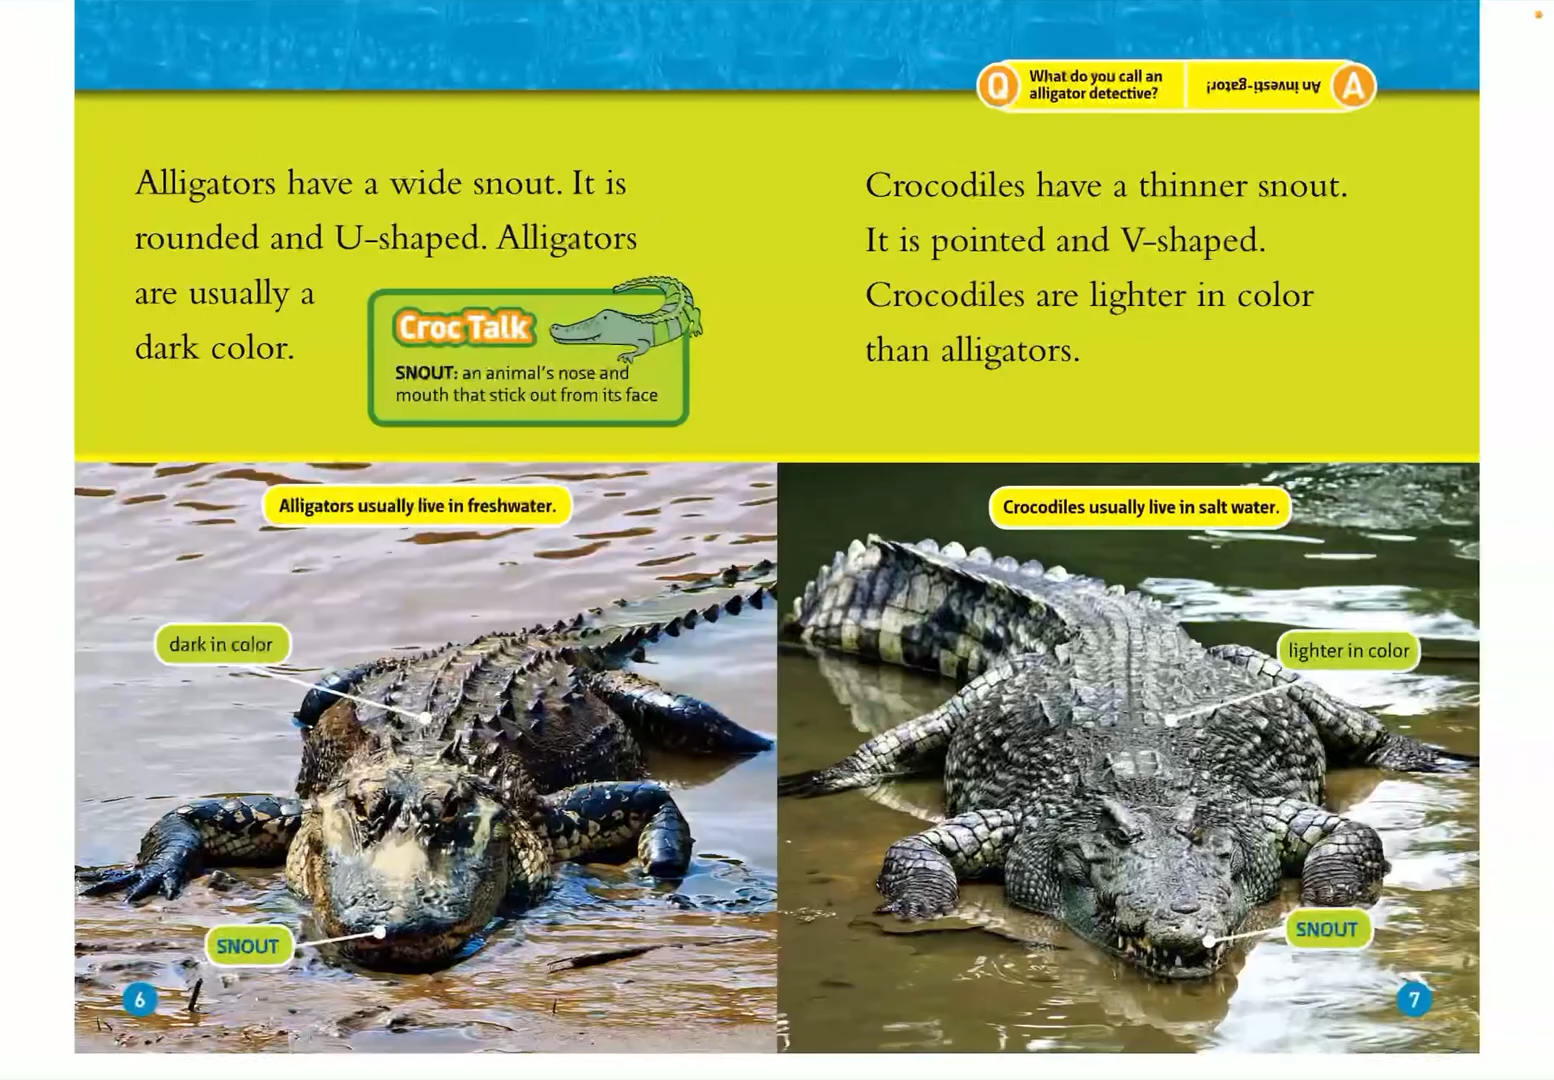 Q
What do you call an
alligator detective?
An investi-gator!
A
Alligators have a wide snout. It is
rounded and U-shaped. Alligators
are usually a
dark color.
Croc Talk
SNOUT: an animal's nose and
mouth that stick out from its face
Crocodiles have a thinner snout.
It is pointed and V-shaped.
Crocodiles are lighter in color
than alligators.
Alligators usually live in freshwater.
dark in color
SNOUT
6
Crocodiles usually live in salt water.
lighter in color
SNOUT
7